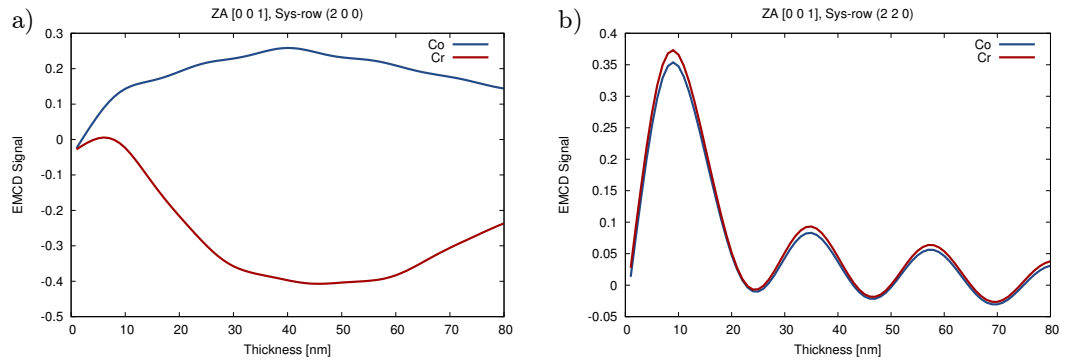 a)
ZA [0 0 1], Sys-row (2 0 0)
Co
Cr
EMCD Signal
0.3
0.2
0.1
0
-0.1
-0.2
-0.3
-0.4
-0.5
0 10 20 30 40 50 60 70 80
Thickness [nm]
b)
ZA [0 0 1], Sys-row (2 2 0)
Co
Cr
EMCD Signal
0.4
0.35
0.3
0.25
0.2
0.15
0.1
0.05
0
-0.05
0 10 20 30 40 50 60 70 80
Thickness [nm]